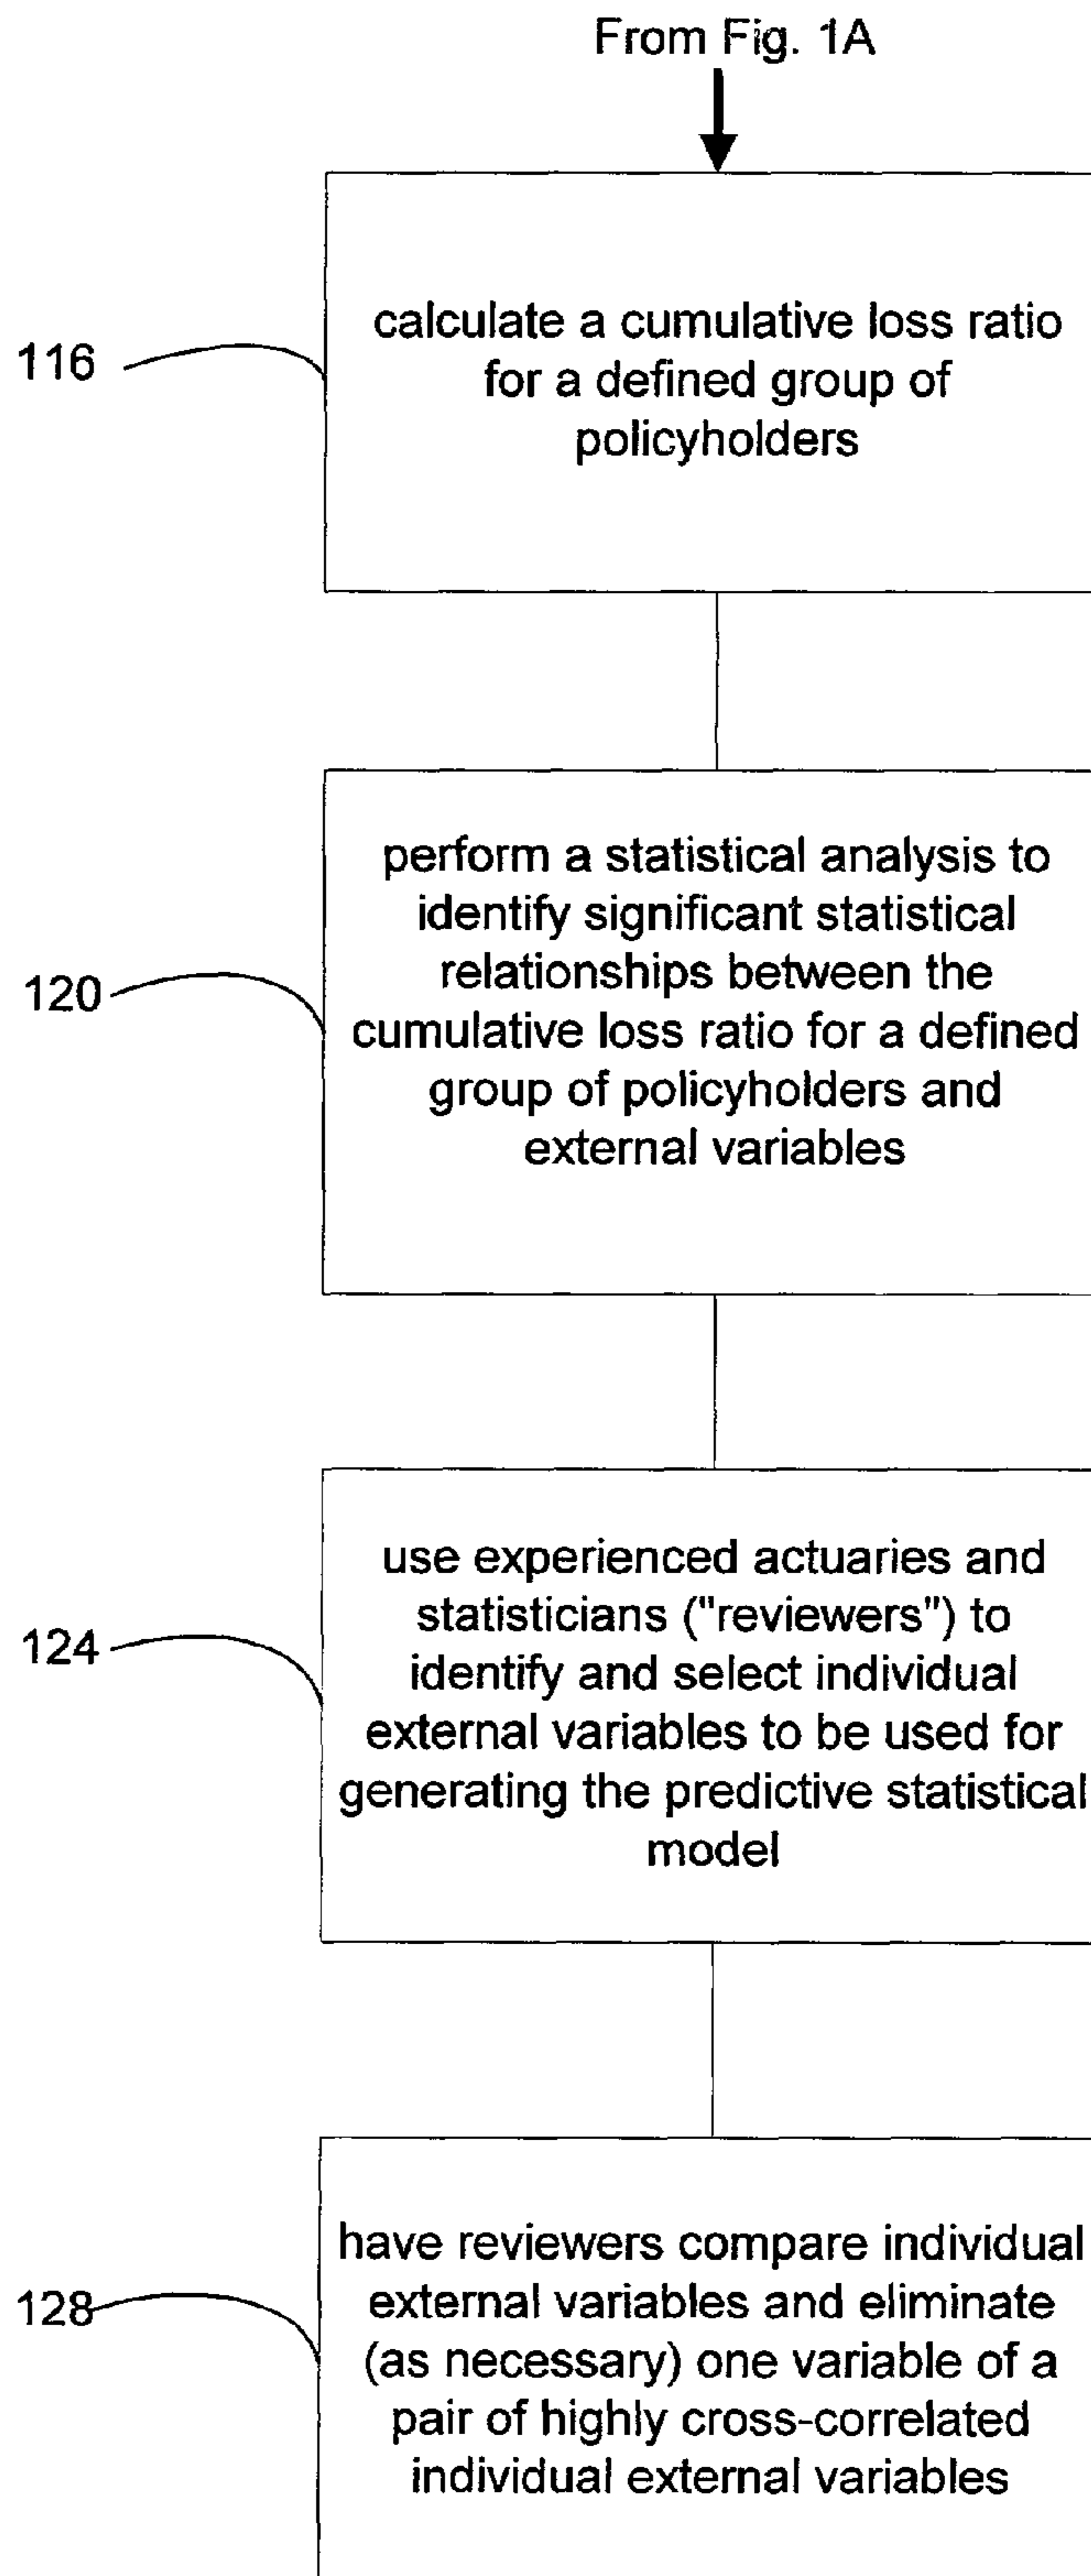 From Fig. 1A
116
calculate a cumulative loss ratio
for a defined group of
policyholders
120
perform a statistical analysis to
identify significant statistical
relationships between the
cumulative loss ratio for a defined
group of policyholders and
external variables
124
use experienced actuaries and
statisticians ("reviewers") to
identify and select individual
external variables to be used for
generating the predictive statistical
model
128
have reviewers compare individual
external variables and eliminate
(as necessary) one variable of a
pair of highly cross-correlated
individual external variables